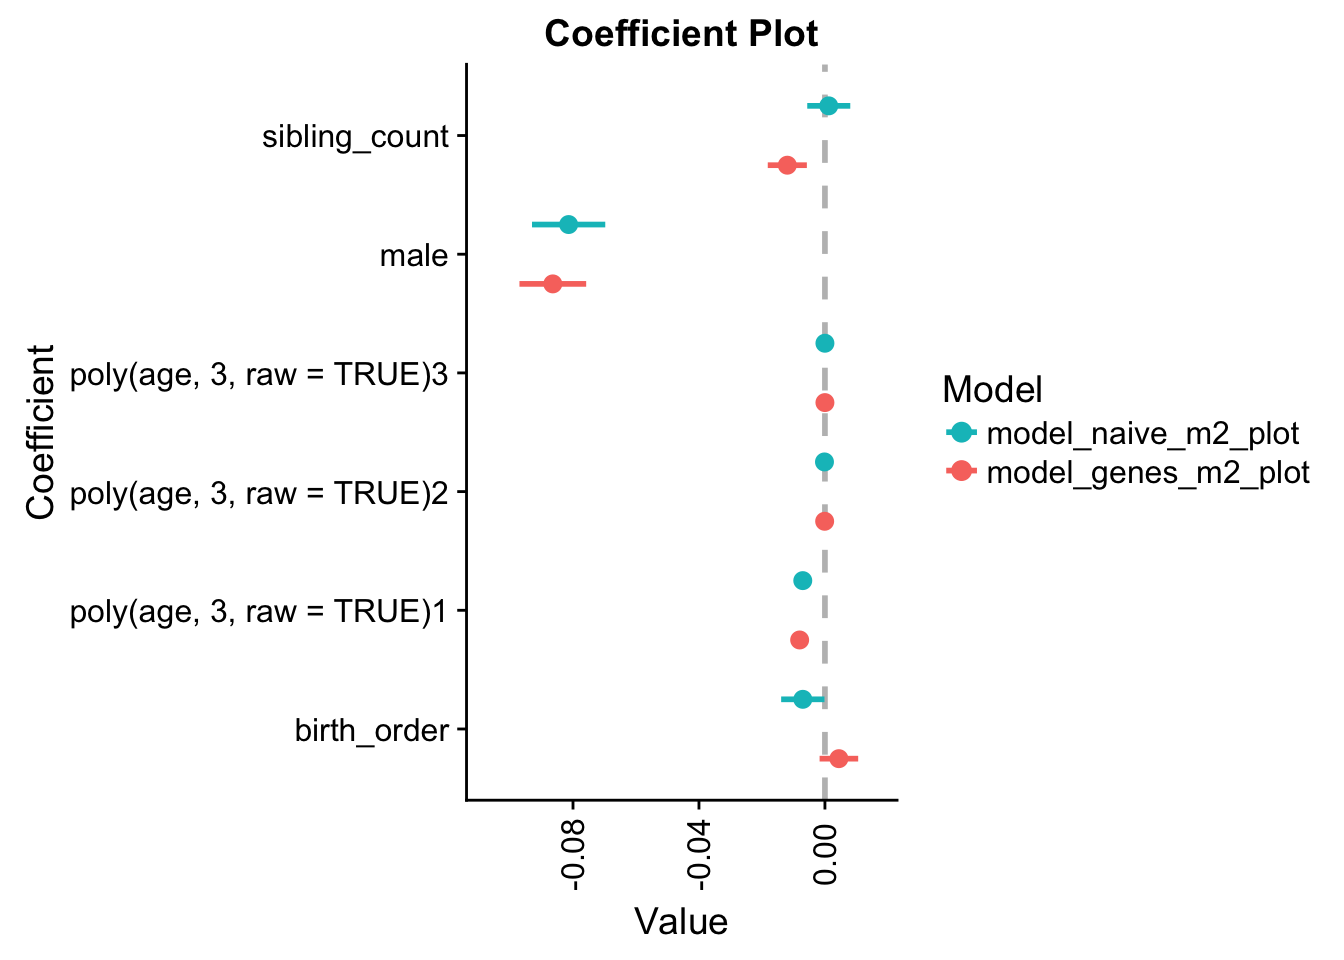 Coefficient Plot
sibling_count
male
poly(age, 3, raw = TRUE)3
poly(age, 3, raw = TRUE)2
poly(age, 3, raw = TRUE)1
birth_order
Coefficient
-0.08
-0.04
0.00
Value
Model
model_naive_m2_plot
model_genes_m2_plot